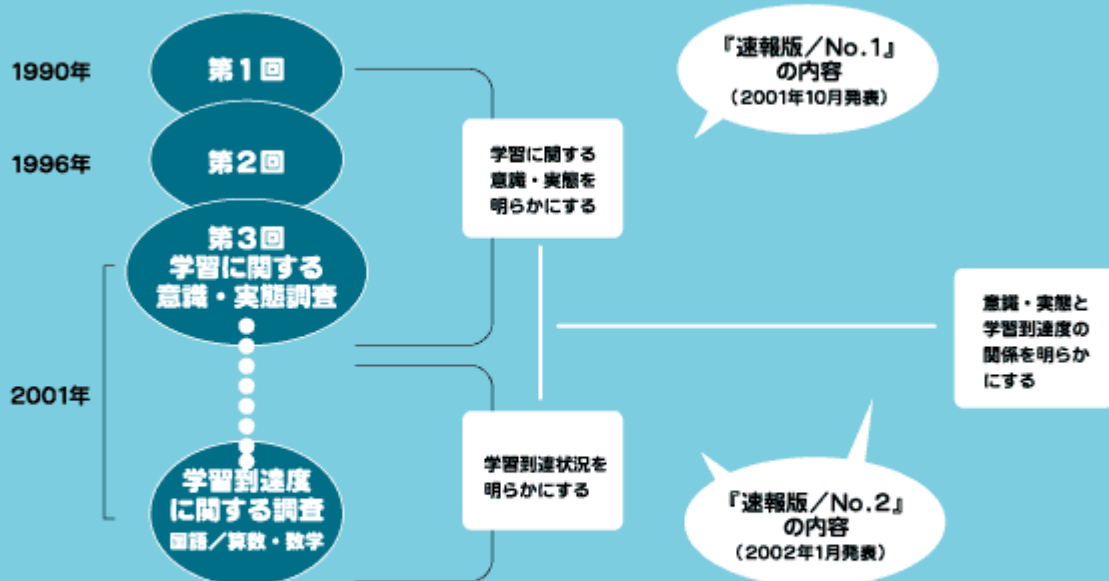 1990年
第1回
1996年
第2回
第3回
学習に関する
意識・実態調査
2001年
学習到達度
に関する調査
国語／算数・数学
学習に関する
意識・実態を
明らかにする
学習到達状況を
明らかにする
『速報版／No.1』
の内容
（2001年10月発表）
意識・実態と
学習到達度の
関係を明らか
にする
『速報版／No.2』
の内容
（2002年1月発表）